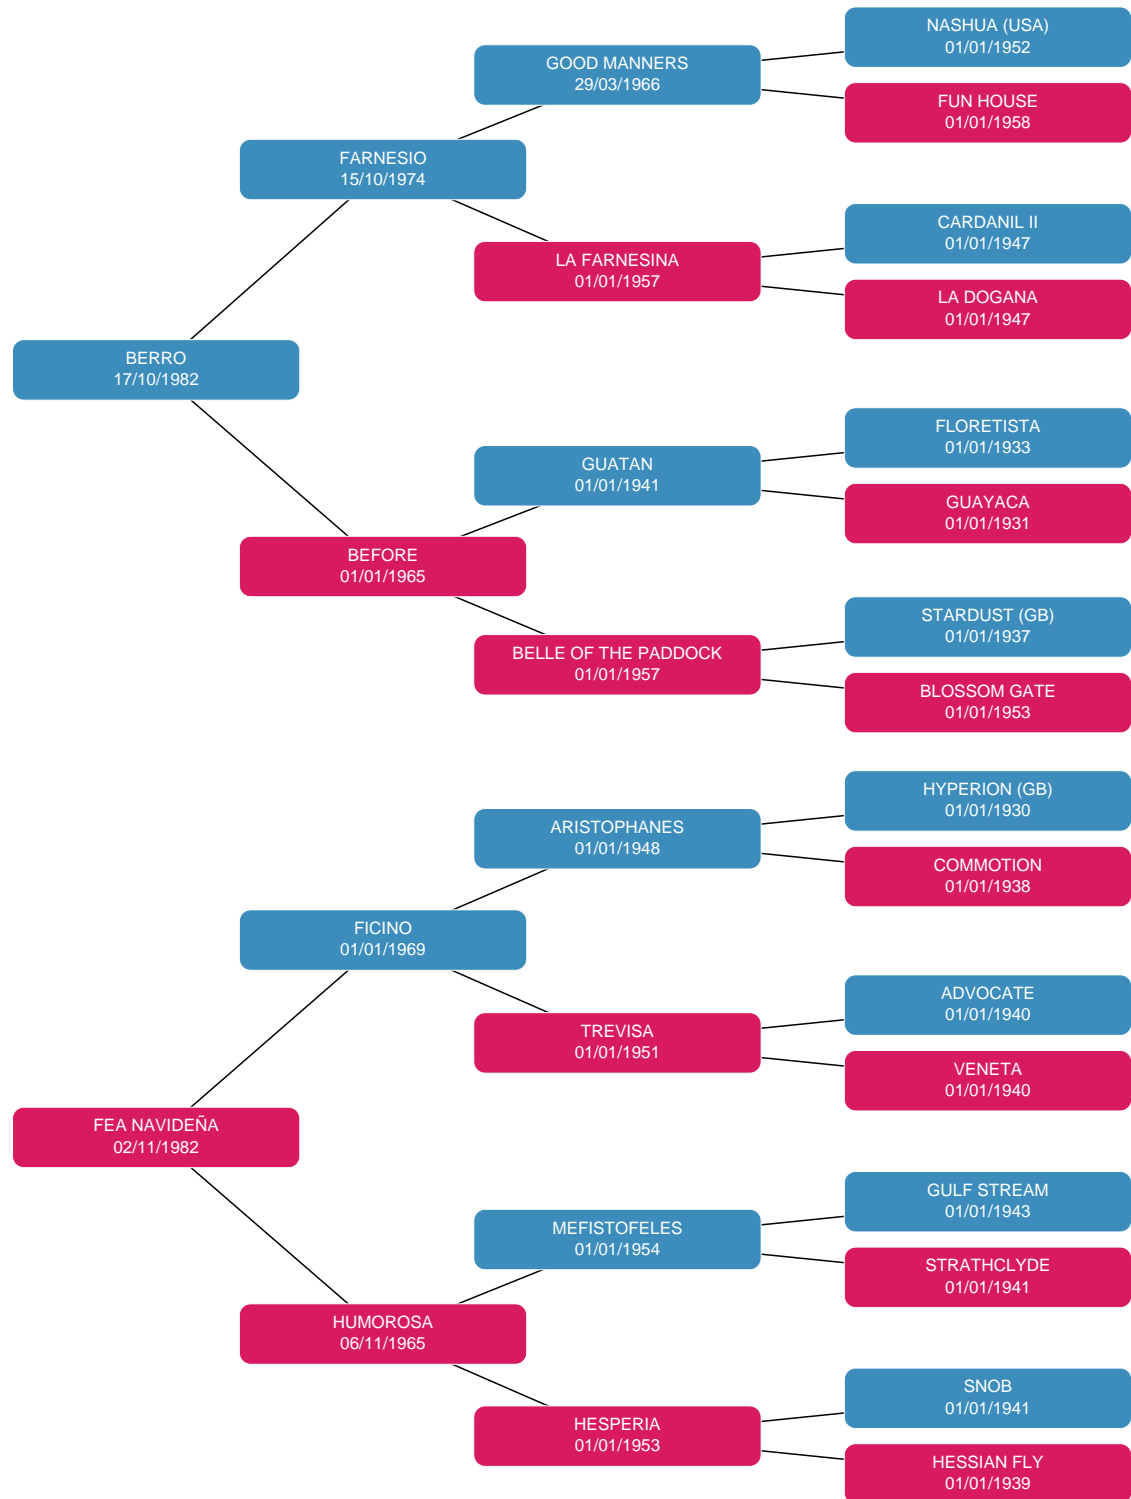 NASHUA (USA)
01/01/1952
GOOD MANNERS
29/03/1966
FUN HOUSE
01/01/1958
FARNESIO
15/10/1974
CARDANIL II
01/01/1947
LA FARNESINA
01/01/1957
LA DOGANA
01/01/1947
BERRO
17/10/1982
FLORETISTA
01/01/1933
GUATAN
01/01/1941
GUAYACA
01/01/1931
BEFORE
01/01/1965
STARDUST (GB)
01/01/1937
BELLE OF THE PADDOCK
01/01/1957
BLOSSOM GATE
01/01/1953
HYPERION (GB)
01/01/1930
ARISTOPHANES
01/01/1948
COMMOTION
01/01/1938
FICINO
01/01/1969
ADVOCATE
01/01/1940
TREVISA
01/01/1951
VENETA
01/01/1940
FEA NAVIDEÑA
02/11/1982
GULF STREAM
01/01/1943
MEFISTOFELES
01/01/1954
STRATHCLYDE
01/01/1941
HUMOROSA
06/11/1965
SNOB
01/01/1941
HESPERIA
01/01/1953
HESSIAN FLY
01/01/1939